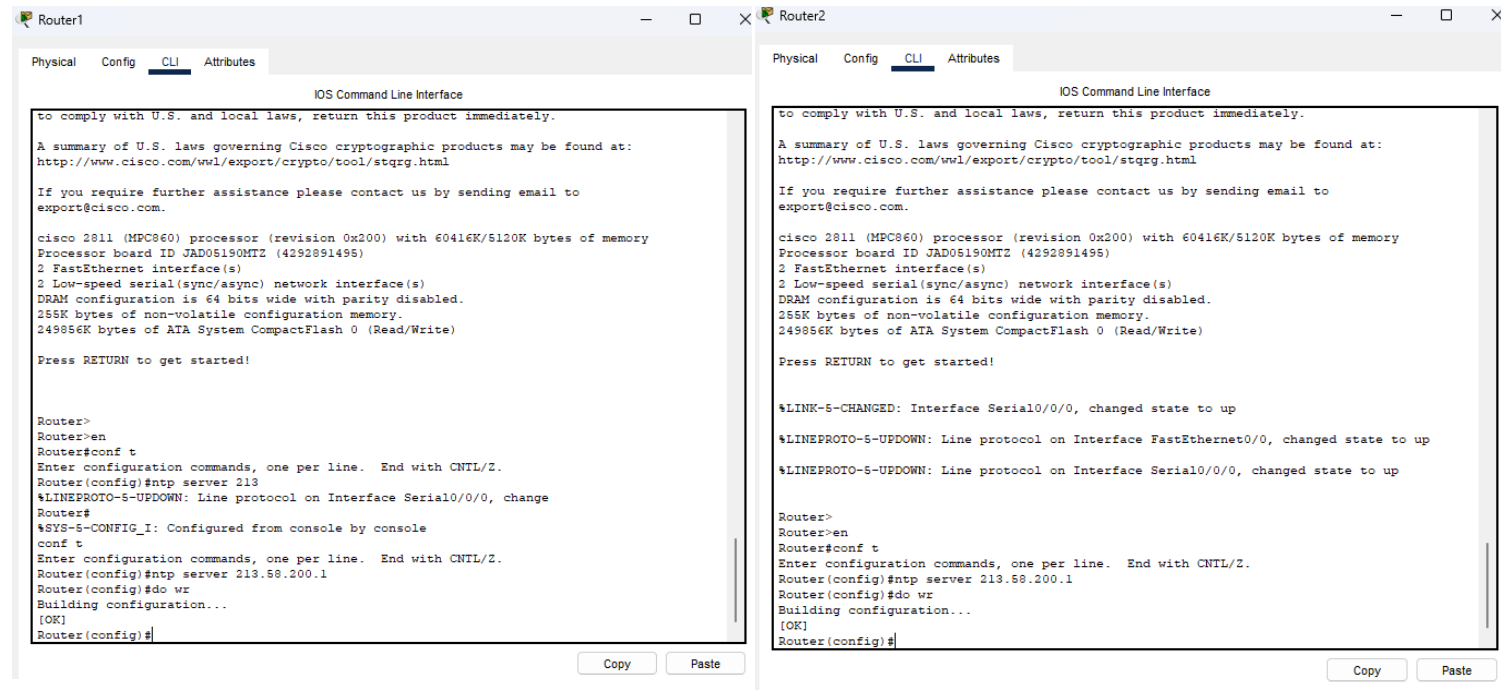 Router1
Physical Config CLI Attributes
IOS Command Line Interface
to comply with U.S. and local laws, return this product immediately.
A summary of U.S. laws governing Cisco cryptographic products may be found at:
http://www.cisco.com/wwl/export/crypto/tool/stqrg.html
If you require further assistance please contact us by sending email to
export@cisco.com.
cisco 2811 (MPC860) processor (revision 0x200) with 60416K/5120K bytes of memory
Processor board ID JAD05190MTZ (4292891495)
2 FastEthernet interface(s)
2 Low-speed serial(sync/async) network interface(s)
DRAM configuration is 64 bits wide with parity disabled.
255K bytes of non-volatile configuration memory.
249856K bytes of ATA System CompactFlash 0 (Read/Write)
Press RETURN to get started!
Router>
Router>en
Router#conf t
Enter configuration commands, one per line.  End with CNTL/Z.
Router(config)#ntp server 213
%LINEPROTO-5-UPDOWN: Line protocol on Interface Serial0/0/0, change
Router#
%SYS-5-CONFIG_I: Configured from console by console
conf t
Enter configuration commands, one per line.  End with CNTL/Z.
Router(config)#ntp server 213.58.200.1
Router(config)#do wr
Building configuration...
[OK]
Router(config)#
Copy Paste
Router2
Physical Config CLI Attributes
IOS Command Line Interface
to comply with U.S. and local laws, return this product immediately.
A summary of U.S. laws governing Cisco cryptographic products may be found at:
http://www.cisco.com/wwl/export/crypto/tool/stqrg.html
If you require further assistance please contact us by sending email to
export@cisco.com.
cisco 2811 (MPC860) processor (revision 0x200) with 60416K/5120K bytes of memory
Processor board ID JAD05190MTZ (4292891495)
2 FastEthernet interface(s)
2 Low-speed serial(sync/async) network interface(s)
DRAM configuration is 64 bits wide with parity disabled.
255K bytes of non-volatile configuration memory.
249856K bytes of ATA System CompactFlash 0 (Read/Write)
Press RETURN to get started!
%LINK-5-CHANGED: Interface Serial0/0/0, changed state to up
%LINEPROTO-5-UPDOWN: Line protocol on Interface FastEthernet0/0, changed state to up
%LINEPROTO-5-UPDOWN: Line protocol on Interface Serial0/0/0, changed state to up
Router>
Router>en
Router#conf t
Enter configuration commands, one per line.  End with CNTL/Z.
Router(config)#ntp server 213.58.200.1
Router(config)#do wr
Building configuration...
[OK]
Router(config)#
Copy Paste